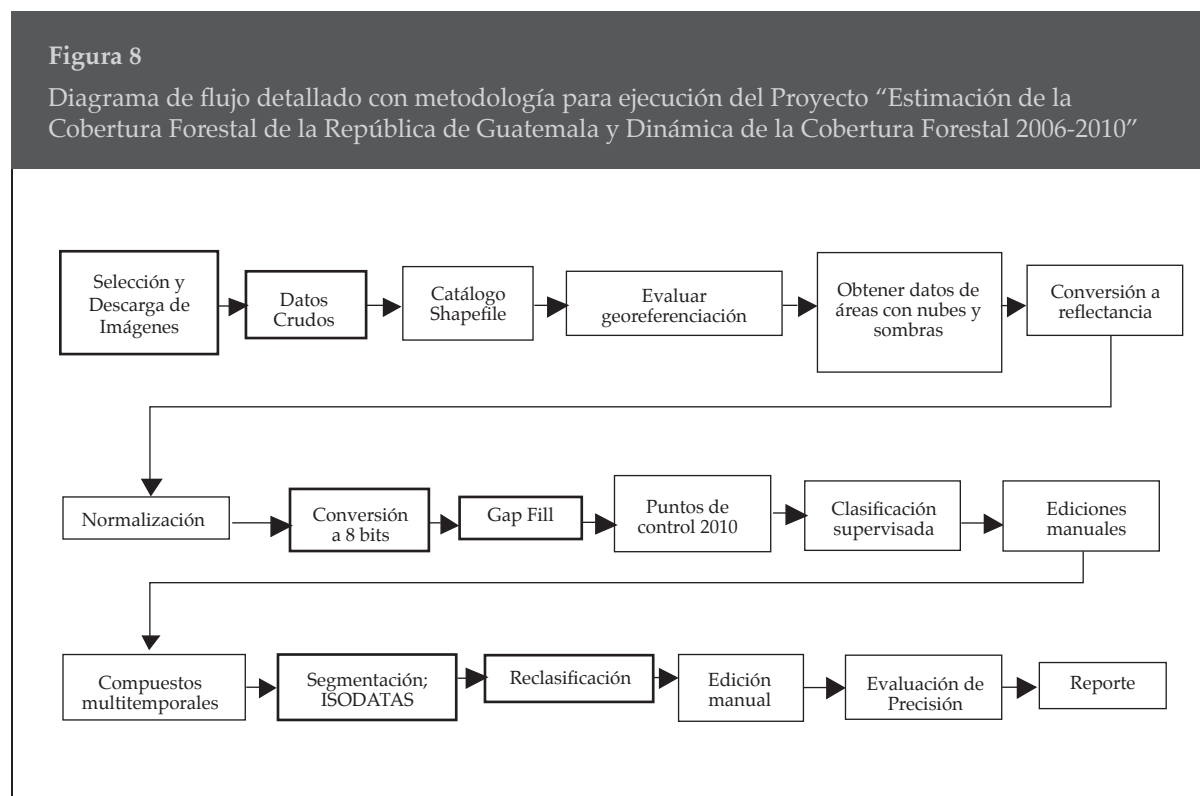 Figura 8
Diagrama de flujo detallado con metodología para ejecución del Proyecto “Estimación de la
Cobertura Forestal de la República de Guatemala y Dinámica de la Cobertura Forestal 2006-2010”
Selección y
Descarga de
Imágenes
Datos
Crudos
Catálogo
Shapefile
Evaluar
georeferenciación
Obtener datos de
áreas con nubes y
sombras
Conversión a
reflectancia
Normalización
Conversión
a 8 bits
Gap Fill
Puntos de
control 2010
Clasificación
supervisada
Ediciones
manuales
Compuestos
multitemporales
Segmentación;
ISODATAS
Reclasificación
Edición
manual
Evaluación de
Precisión
Reporte